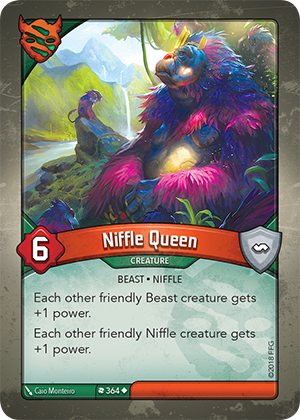 6
Niffle Queen
CREATURE
BEAST • NIFFLE
Each other friendly Beast creature gets
+1 power.
Each other friendly Niffle creature gets
+1 power.
Caio Monteiro
364
©2018 FFG